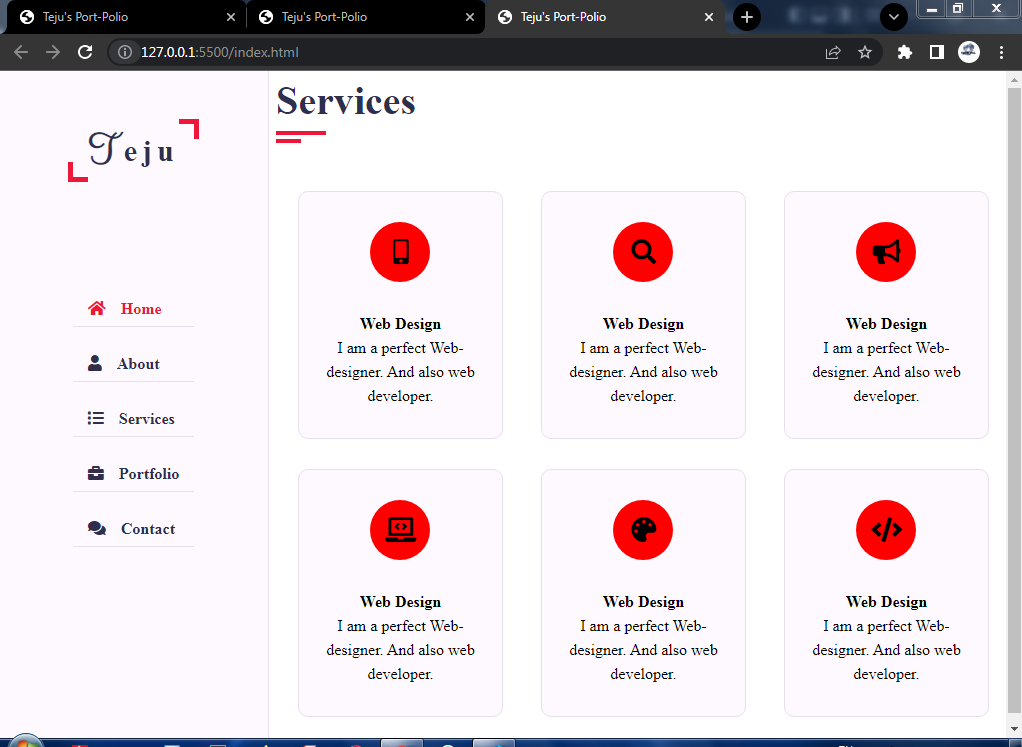 Teju's Port-Polio
Teju's Port-Polio
Teju's Port-Polio
127.0.0.1:5500/index.html
Teju
Home
About
Services
Portfolio
Contact
Services
Web Design
I am a perfect Web-
designer. And also web
developer.
Web Design
I am a perfect Web-
designer. And also web
developer.
Web Design
I am a perfect Web-
designer. And also web
developer.
Web Design
I am a perfect Web-
designer. And also web
developer.
Web Design
I am a perfect Web-
designer. And also web
developer.
Web Design
I am a perfect Web-
designer. And also web
developer.